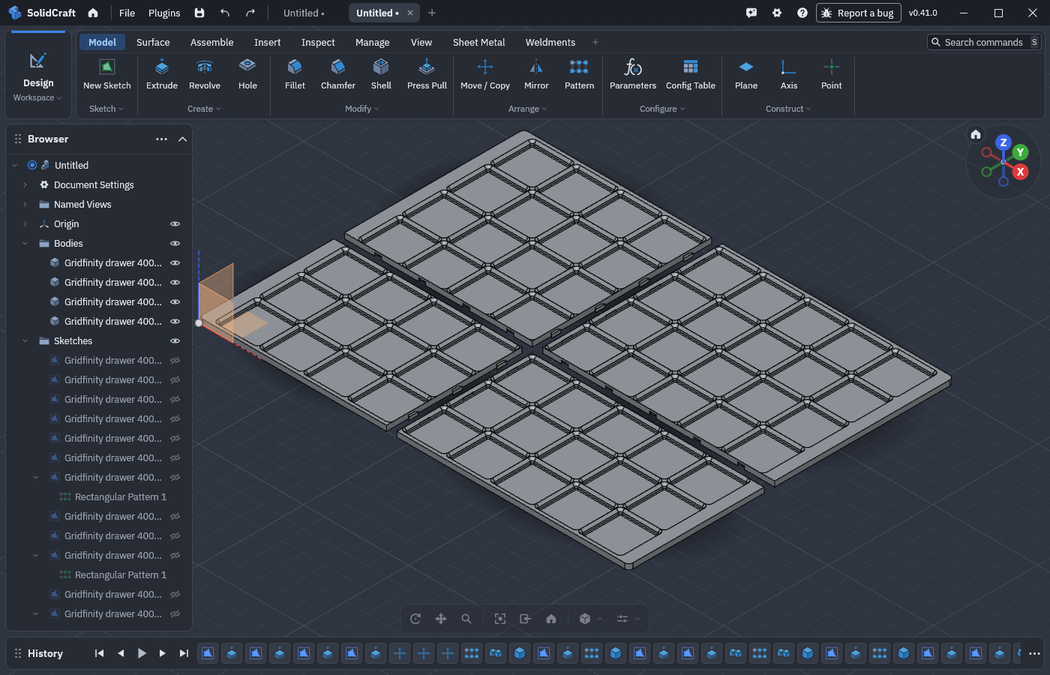 SolidCraft File Plugins Untitled • Untitled • Report a bug v0.41.0
Design
Workspace
Model Surface Assemble Insert Inspect Manage View Sheet Metal Weldments Search commands S
New Sketch Extrude Revolve Hole Fillet Chamfer Shell Press Pull Move / Copy Mirror Pattern Parameters Config Table Plane Axis Point
Sketch Create Modify Arrange Configure Construct
Browser
Untitled
Document Settings
Named Views
Origin
Bodies
Gridfinity drawer 400...
Gridfinity drawer 400...
Gridfinity drawer 400...
Gridfinity drawer 400...
Sketches
Gridfinity drawer 400...
Gridfinity drawer 400...
Gridfinity drawer 400...
Gridfinity drawer 400...
Gridfinity drawer 400...
Gridfinity drawer 400...
Gridfinity drawer 400...
Rectangular Pattern 1
Gridfinity drawer 400...
Gridfinity drawer 400...
Gridfinity drawer 400...
Rectangular Pattern 1
Gridfinity drawer 400...
Gridfinity drawer 400...
Z
Y
X
History